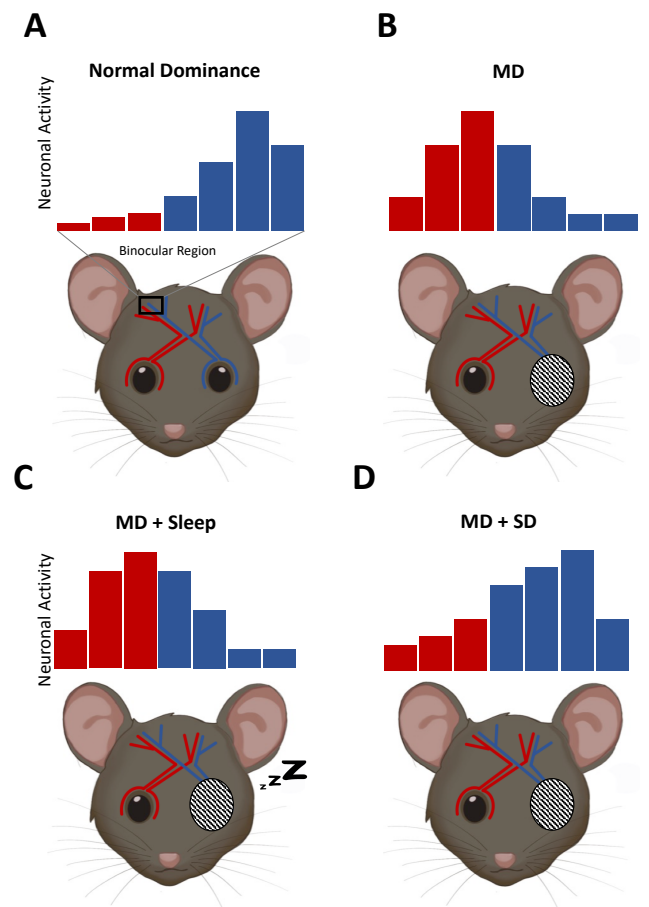 A
Normal Dominance
Neuronal Activity
Binocular Region
B
MD
C
MD + Sleep
Neuronal Activity
z z Z
D
MD + SD